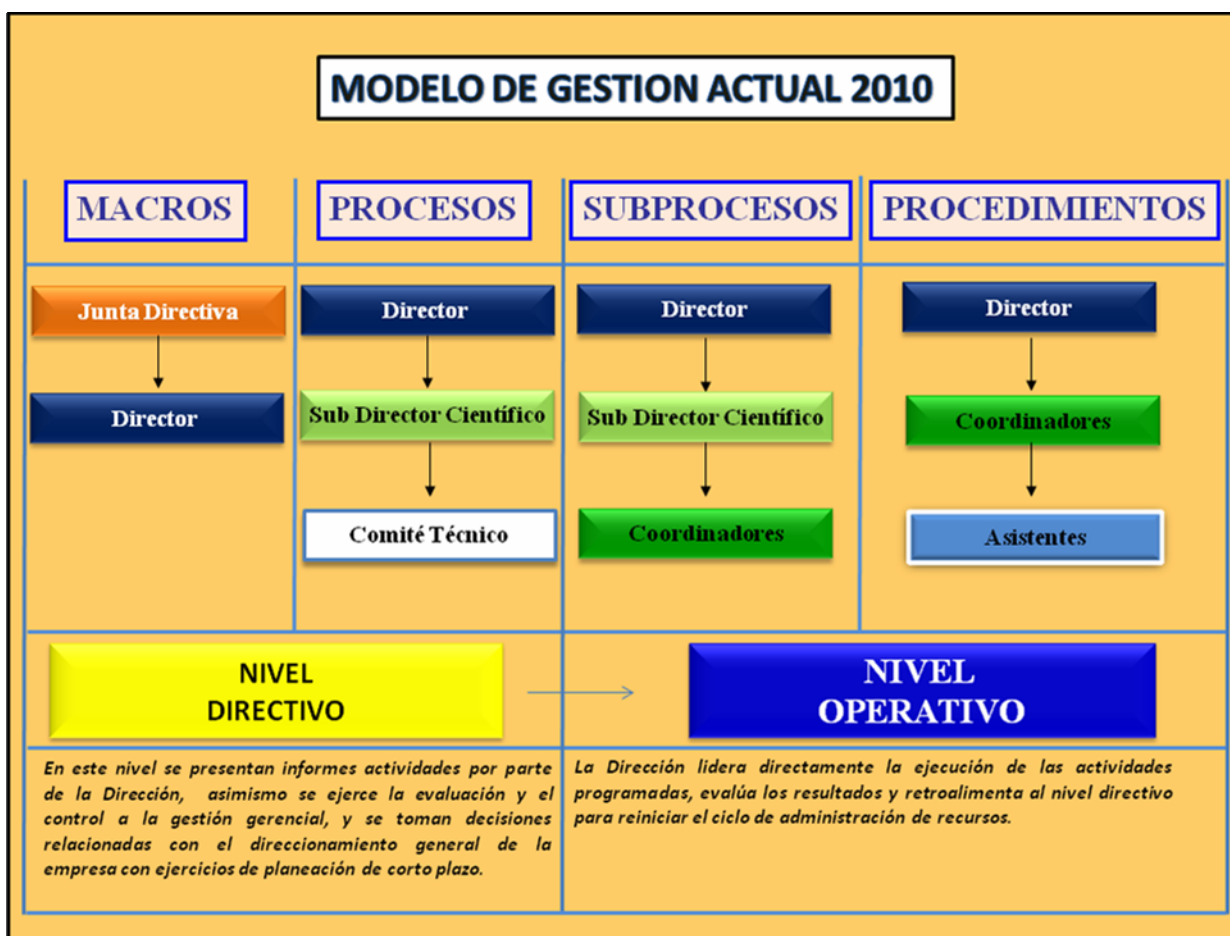 MODELO DE GESTION ACTUAL 2010
MACROS
PROCESOS
SUBPROCESOS
PROCEDIMIENTOS
Junta Directiva
Director
Director
Sub Director Científico
Comité Técnico
Director
Sub Director Científico
Coordinadores
Director
Coordinadores
Asistentes
NIVEL
DIRECTIVO
NIVEL
OPERATIVO
En este nivel se presentan informes actividades por parte
de la Dirección, asimismo se ejerce la evaluación y el
control a la gestión gerencial, y se toman decisiones
relacionadas con el direccionamiento general de la
empresa con ejercicios de planeación de corto plazo.
La Dirección lidera directamente la ejecución de las actividades
programadas, evalúa los resultados y retroalimenta al nivel directivo
para reiniciar el ciclo de administración de recursos.